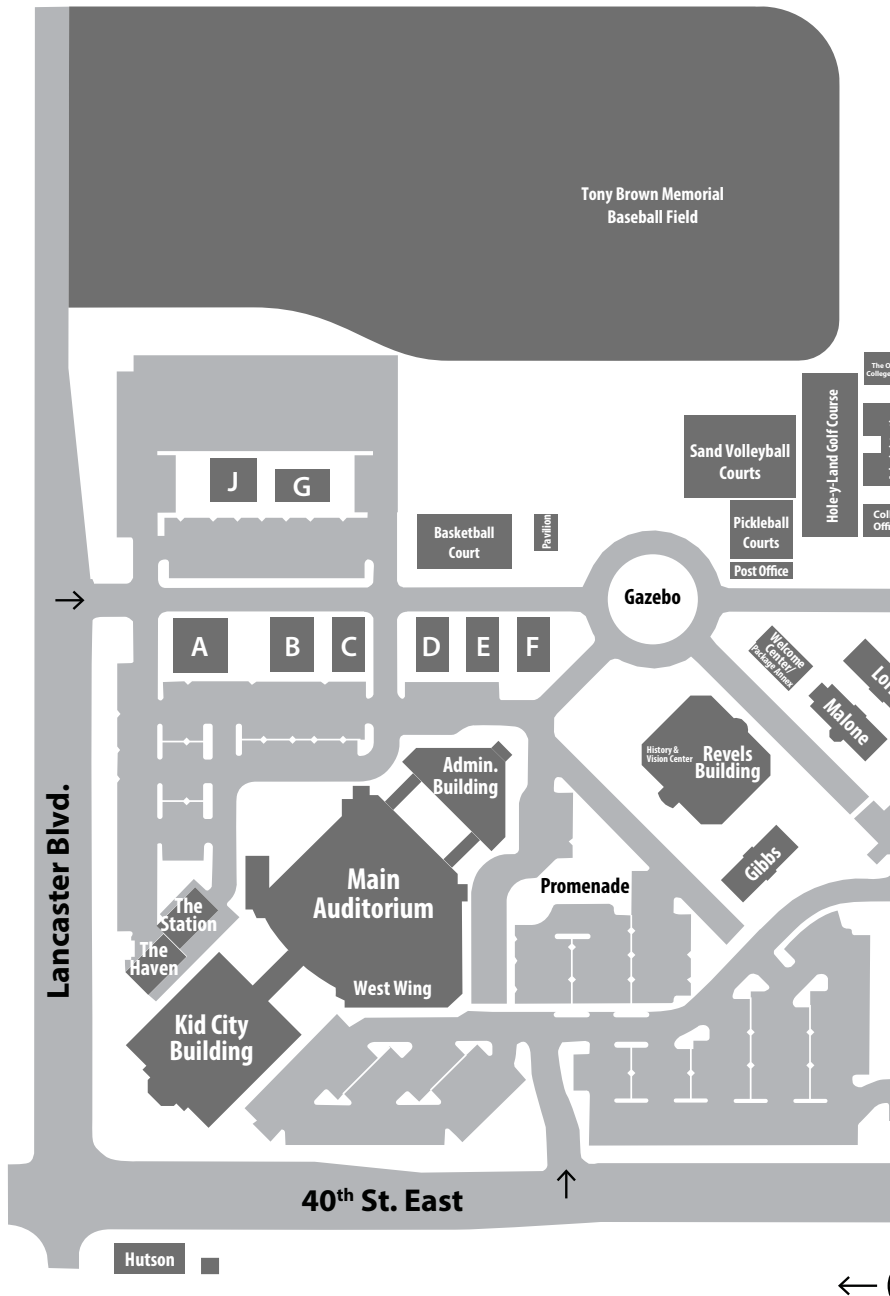 Tony Brown Memorial
Baseball Field
The
College
Hole-y-Land Golf Course
Sand Volleyball
Courts
J
G
Pickleball
Courts
Basketball
Court
Pavilion
Post Office
Gazebo
A
B
C
D
E
F
Welcome
Center/
Package Annex
Malone
History &
Vision Center
Revels
Building
Admin.
Building
Gibbs
Lancaster Blvd.
Main
Auditorium
Promenade
The
Station
The
Haven
West Wing
Kid City
Building
40th St. East
Hutson